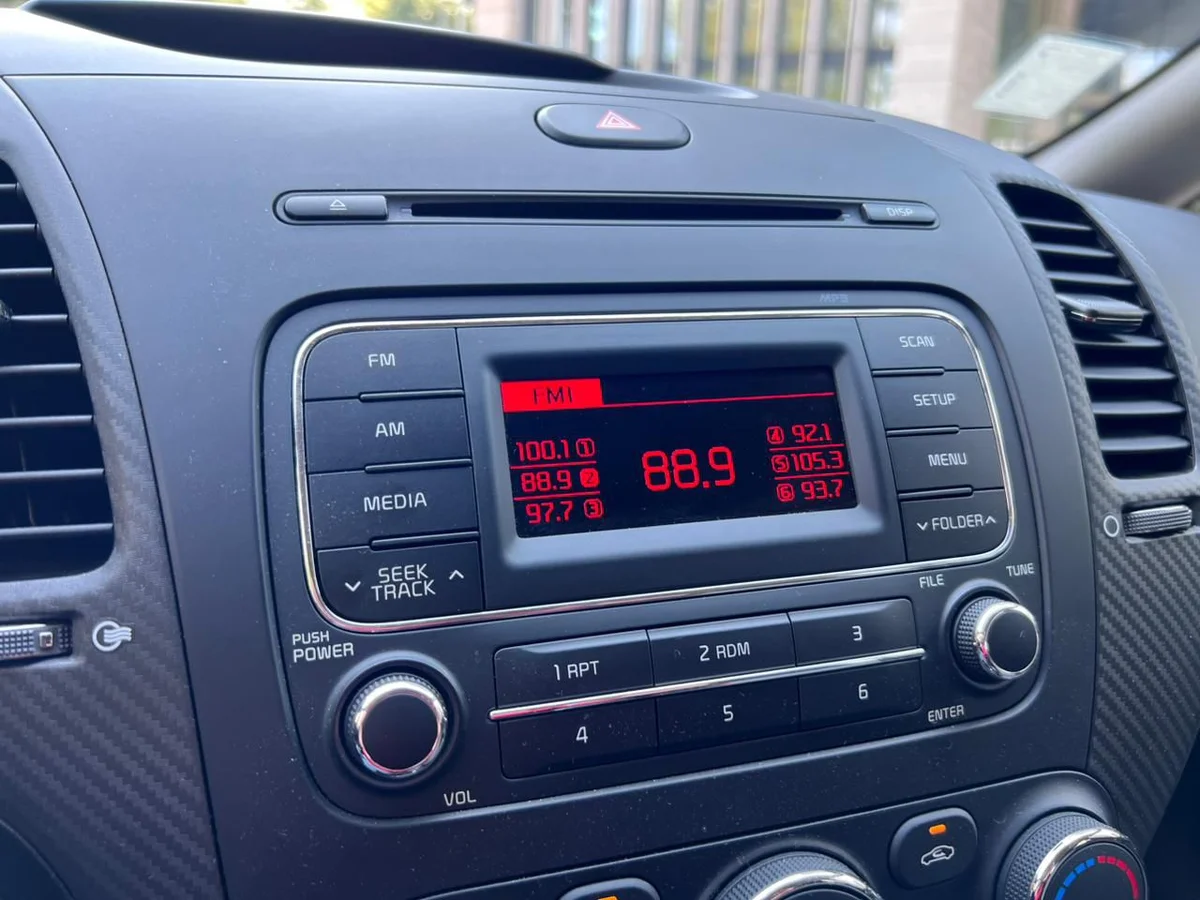 DISP
MP3
FM
AM
MEDIA
SEEK
TRACK
FM1
100.1 1
88.9 2
97.7 3
88.9
4 92.1
5 105.3
6 93.7
SCAN
SETUP
MENU
FOLDER
PUSH
POWER
VOL
1 RPT
2 RDM
3
4
5
6
FILE
TUNE
ENTER